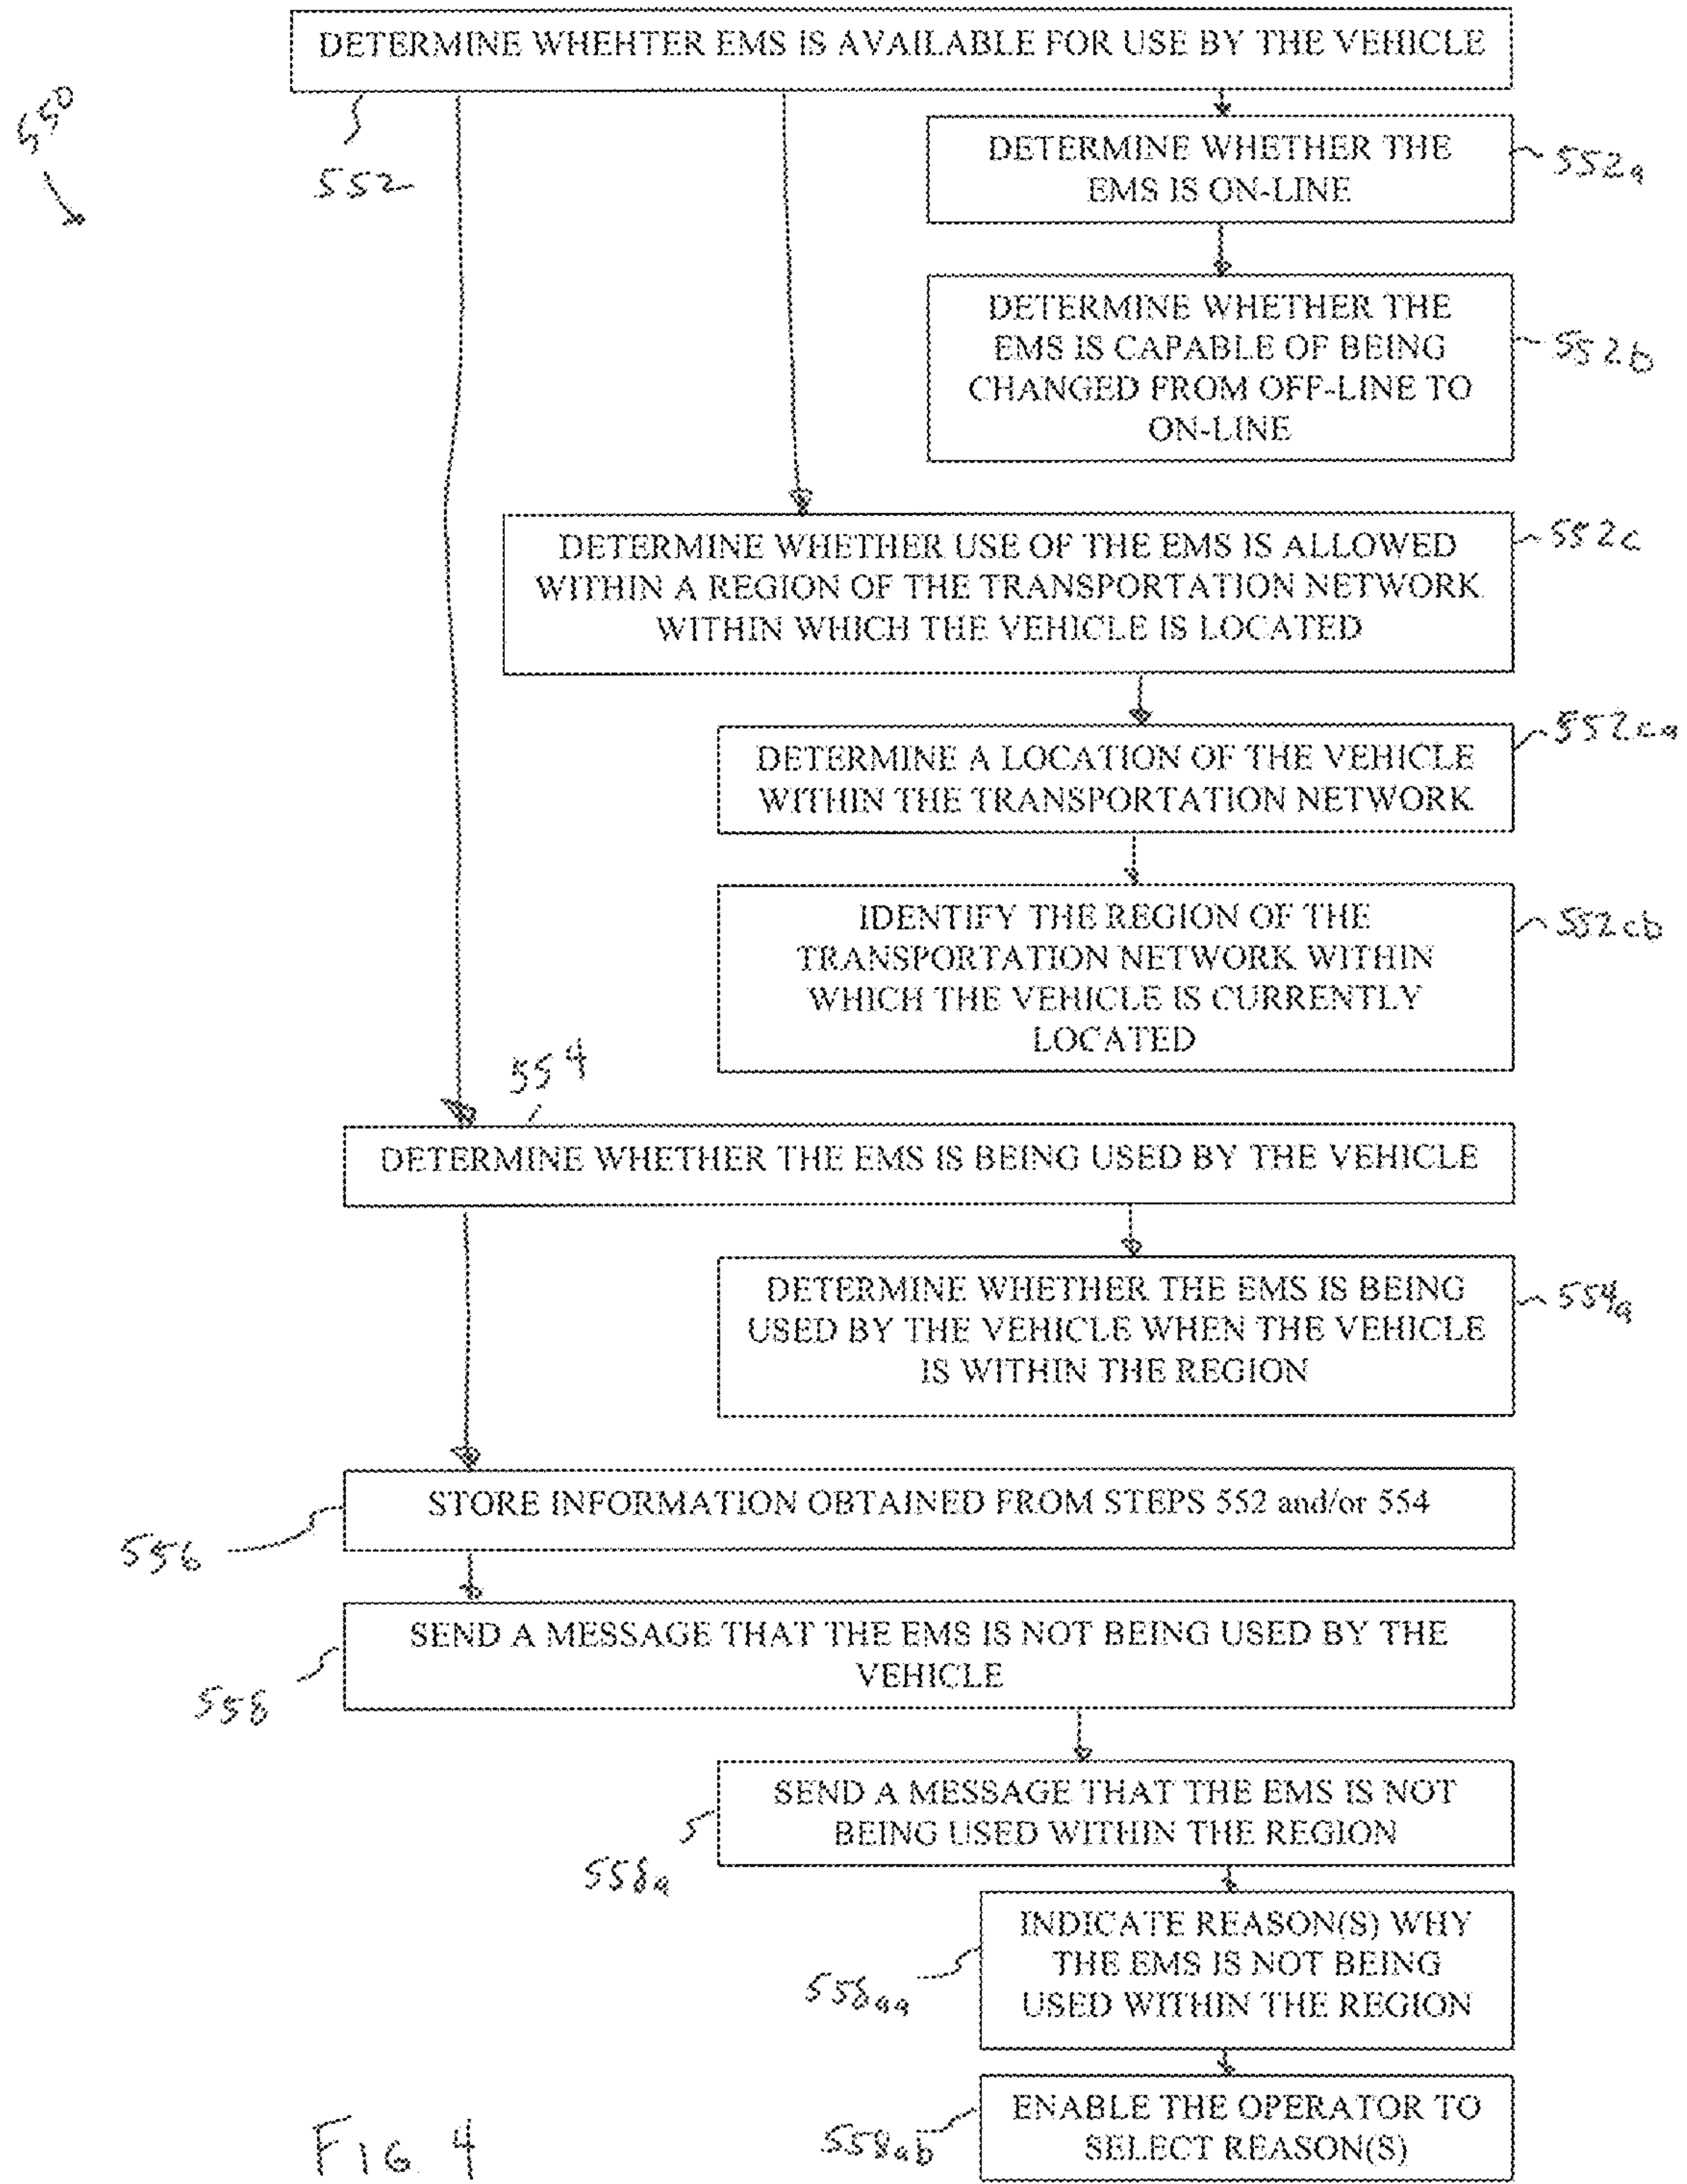 DETERMINE WHEHTER EMS IS AVAILABLE FOR USE BY THE VEHICLE
550
552
DETERMINE WHETHER THE
EMS IS ON-LINE
552a
DETERMINE WHETHER THE
EMS IS CAPABLE OF BEING
CHANGED FROM OFF-LINE TO
ON-LINE
552b
DETERMINE WHETHER USE OF THE EMS IS ALLOWED
WITHIN A REGION OF THE TRANSPORTATION NETWORK
WITHIN WHICH THE VEHICLE IS LOCATED
552c
DETERMINE A LOCATION OF THE VEHICLE
WITHIN THE TRANSPORTATION NETWORK
552ca
IDENTIFY THE REGION OF THE
TRANSPORTATION NETWORK WITHIN
WHICH THE VEHICLE IS CURRENTLY
LOCATED
552cb
554
DETERMINE WHETHER THE EMS IS BEING USED BY THE VEHICLE
DETERMINE WHETHER THE EMS IS BEING
USED BY THE VEHICLE WHEN THE VEHICLE
IS WITHIN THE REGION
554a
STORE INFORMATION OBTAINED FROM STEPS 552 and/or 554
556
SEND A MESSAGE THAT THE EMS IS NOT BEING USED BY THE
VEHICLE
558
SEND A MESSAGE THAT THE EMS IS NOT
BEING USED WITHIN THE REGION
558a
INDICATE REASON(S) WHY
THE EMS IS NOT BEING
USED WITHIN THE REGION
558aa
ENABLE THE OPERATOR TO
SELECT REASON(S)
558ab
FIG. 4